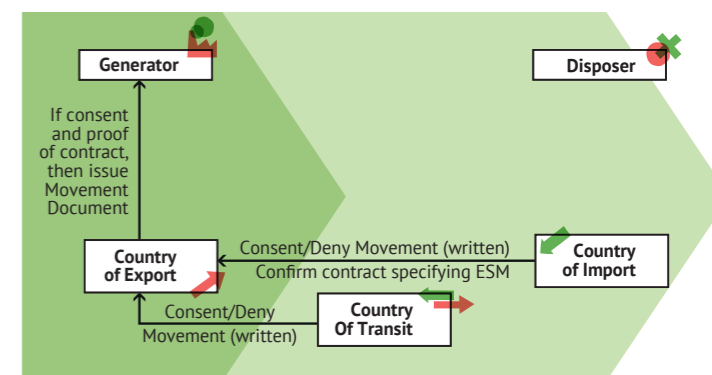 Generator
Disposer
If consent
and proof
of contract,
then issue
Movement
Document
Country
of Export
Consent/Deny Movement (written)
Confirm contract specifying ESM
Country
of Import
Consent/Deny
Movement (written)
Country
Of Transit